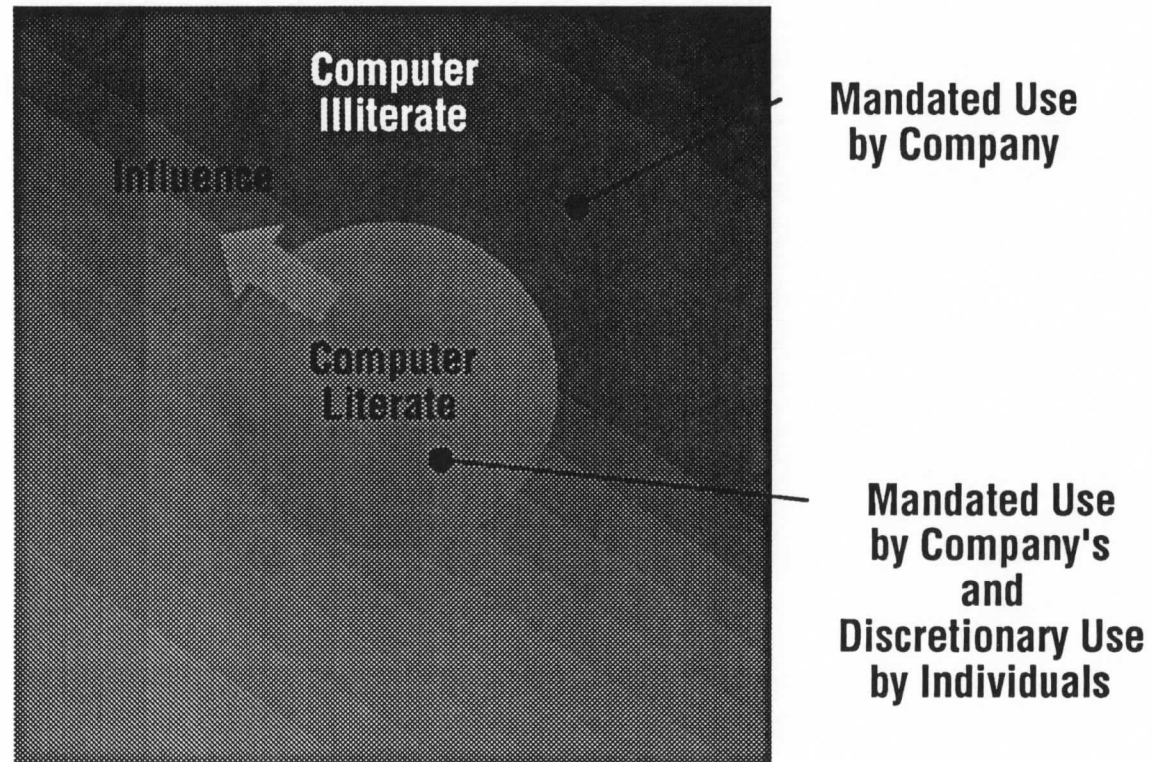 Computer
Illiterate
Influence
Computer
Literate
Mandated Use
by Company
Mandated Use
by Company's
and
Discretionary Use
by Individuals